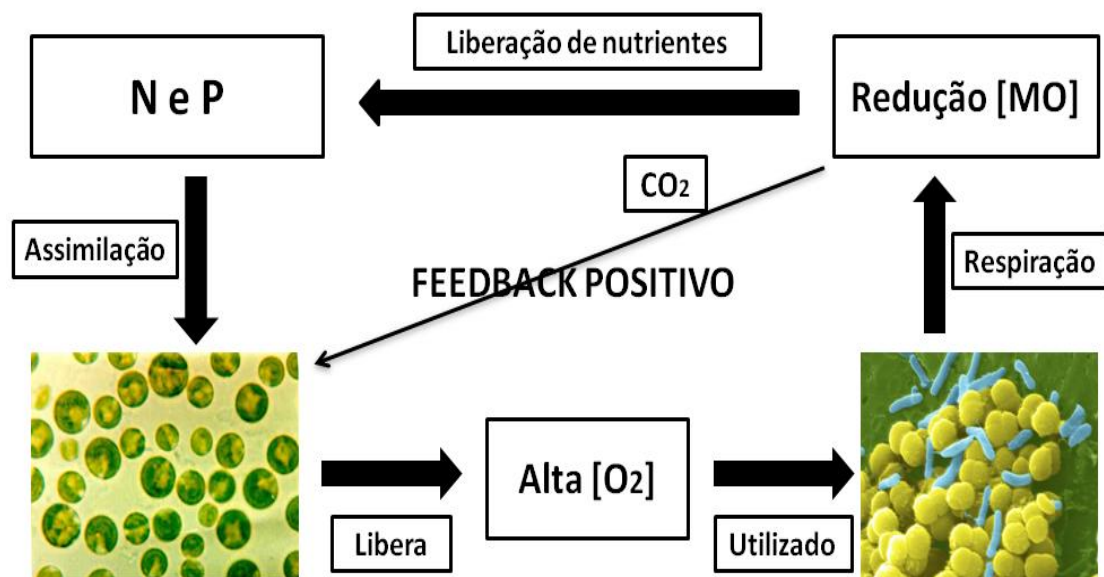 Liberação de nutrientes
N e P
Redução [MO]
CO₂
Assimilação
Respiração
FEEDBACK POSITIVO
Alta [O₂]
Libera
Utilizado